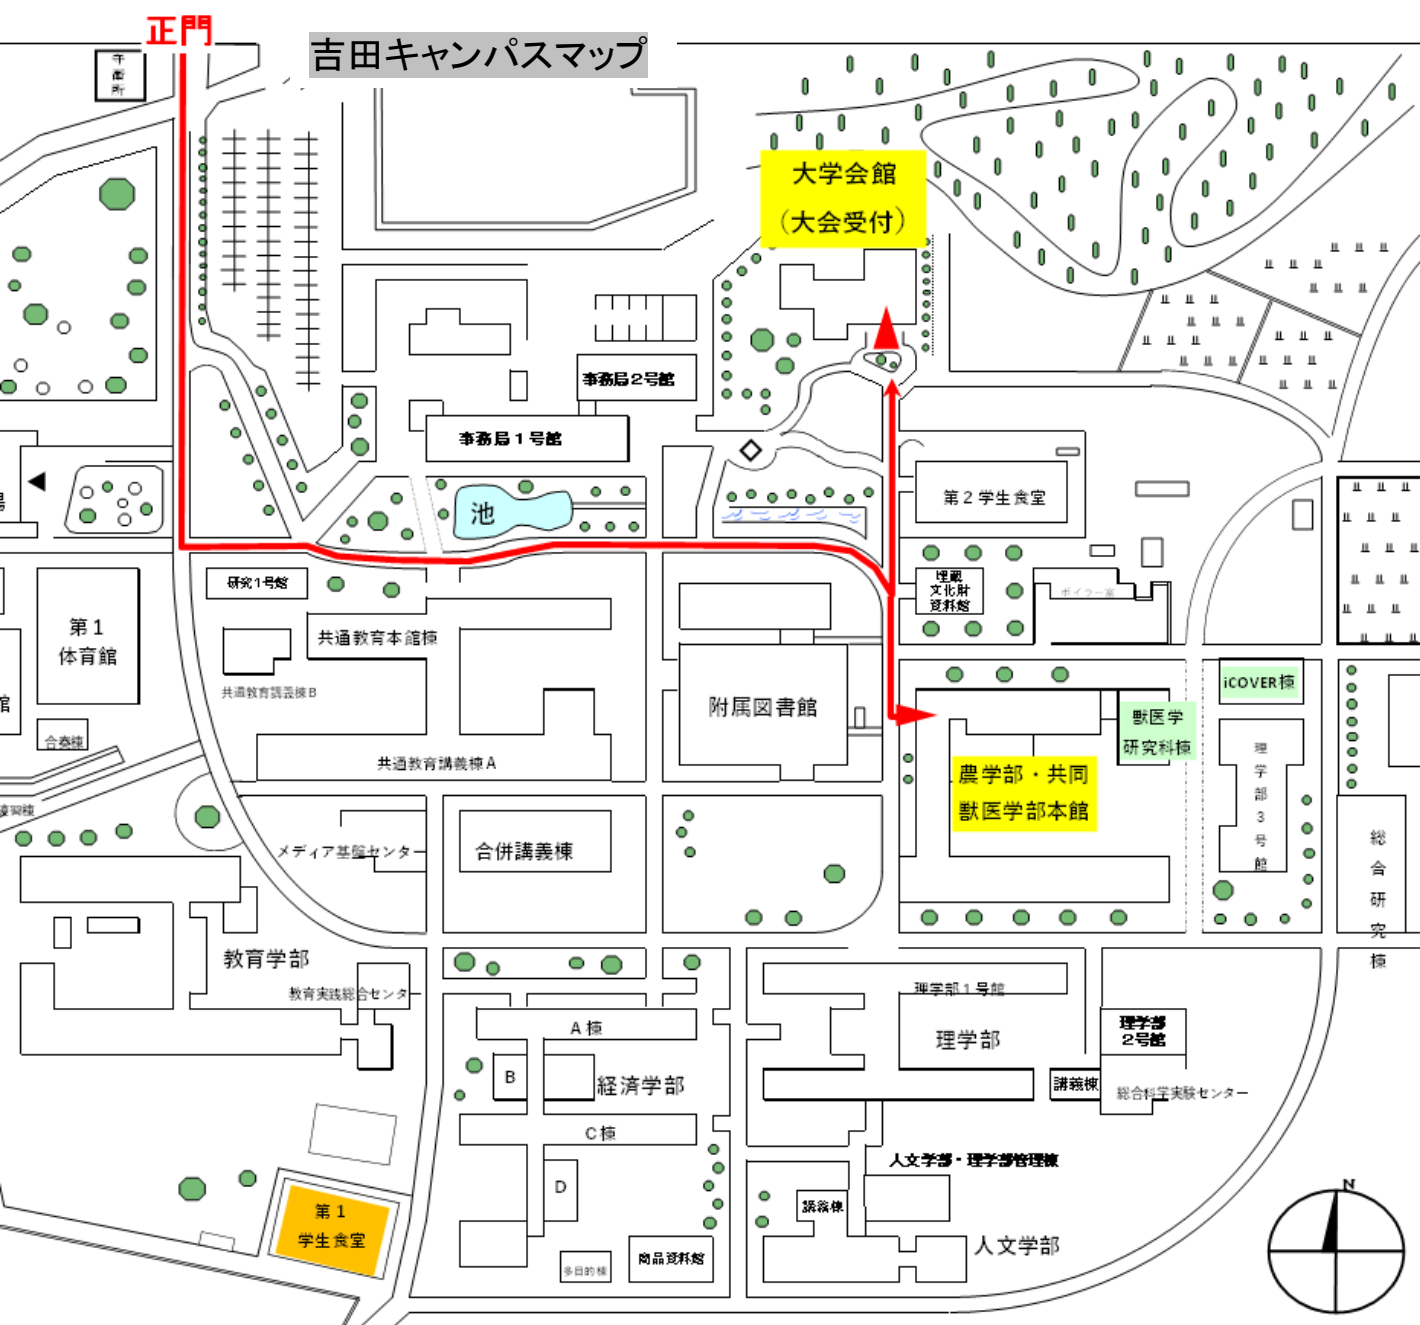 正門
吉田キャンパスマップ
守衛所
大学会館
（大会受付）
事務局２号館
事務局１号館
池
第２学生食堂
研究１号館
埋蔵
文化財
資料館
ボイラー室
第１
体育館
共通教育本館棟
共通教育講義棟Ｂ
附属図書館
iCOVER棟
獣医学
研究科棟
館
合奏棟
共通教育講義棟Ａ
農学部・共同
獣医学部本館
理学部３号館
メディア基盤センター
合併講義棟
総合研究棟
教育学部
教育実践総合センタ
理学部１号館
Ａ棟
理学部
理学部
２号館
B
経済学部
講義棟
総合科学実験センター
Ｃ棟
人文学部・理学部管理棟
D
講義棟
N
第１
学生食堂
人文学部
商品資料館
多目的棟